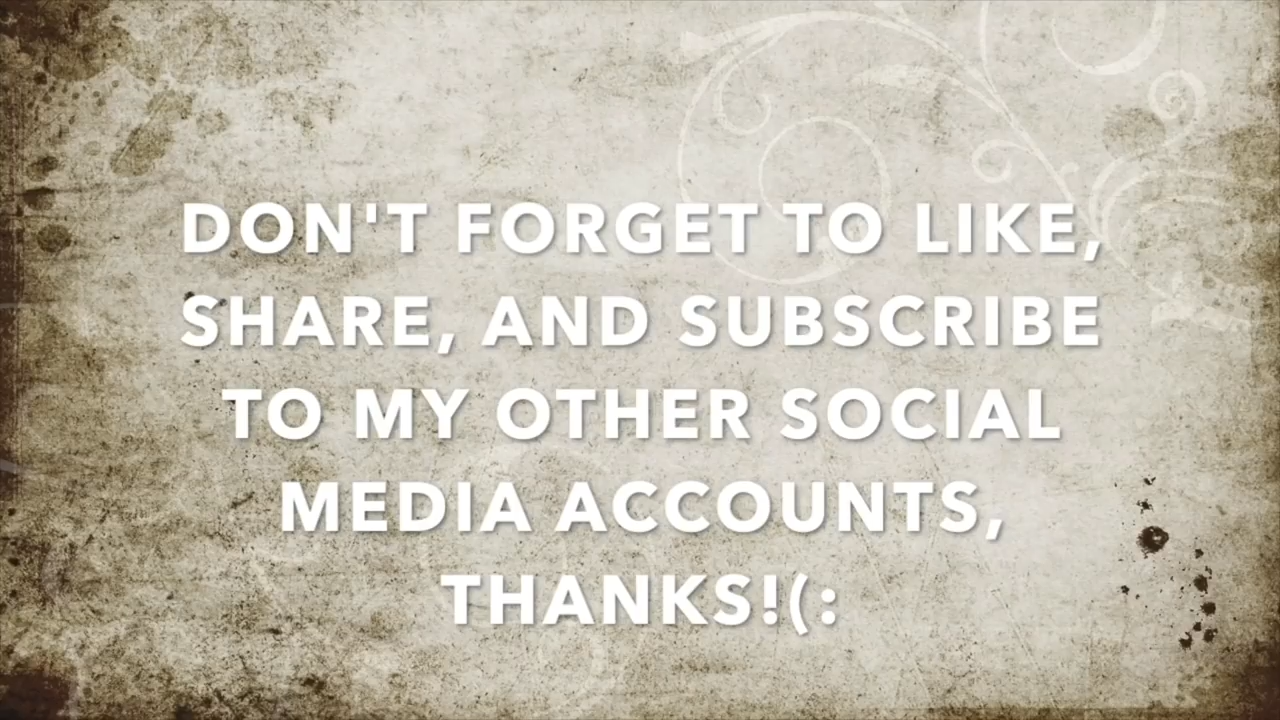 DON'T FORGET TO LIKE,
SHARE, AND SUBSCRIBE
TO MY OTHER SOCIAL
MEDIA ACCOUNTS,
THANKS!(: